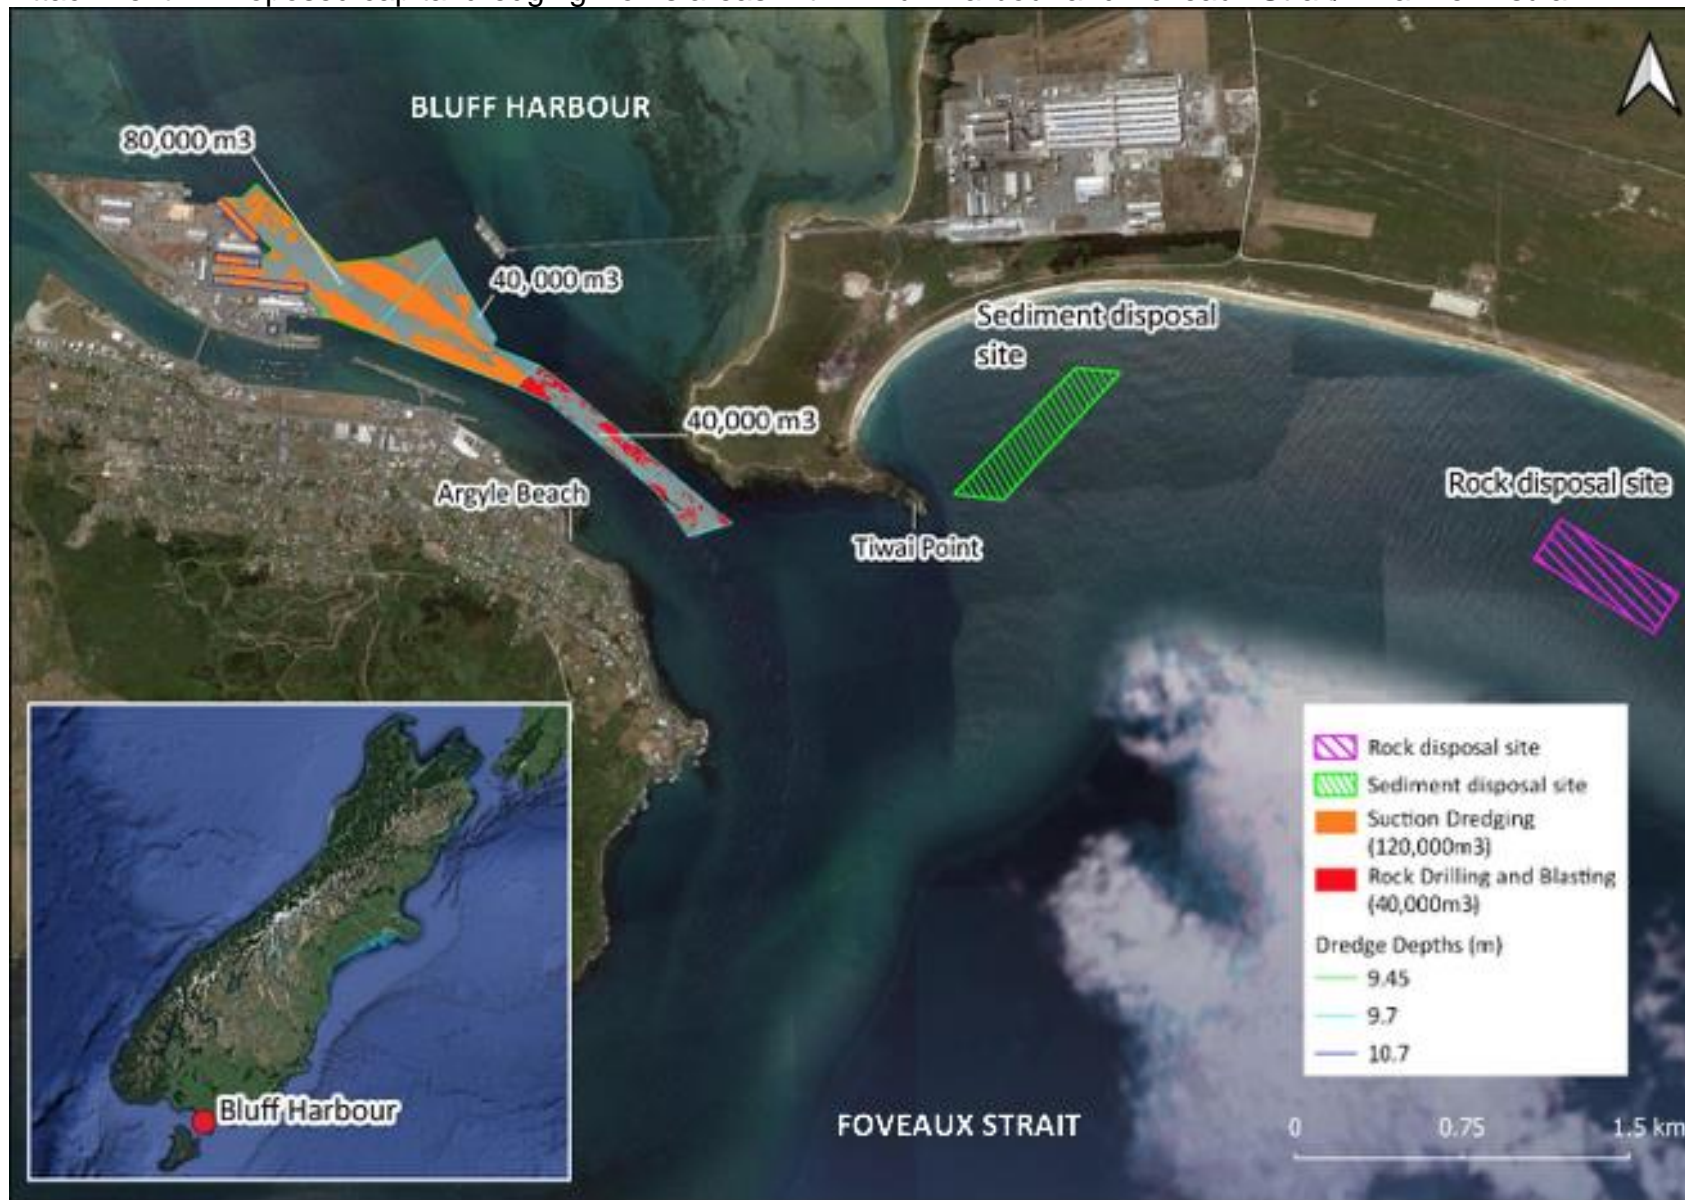 BLUFF HARBOUR
80,000 m3
40, 000 m3
Sediment disposal
site
40,000 m3
Rock disposal site
Argyle Beach
Tiwai Point
Rock disposal site
Sediment disposal site
Suction Dredging
(120,000m3)
Rock Drilling and Blasting
(40,000m3)
Dredge Depths (m)
9.45
9.7
10.7
Bluff Harbour
FOVEAUX STRAIT
0 0.75 1.5 km